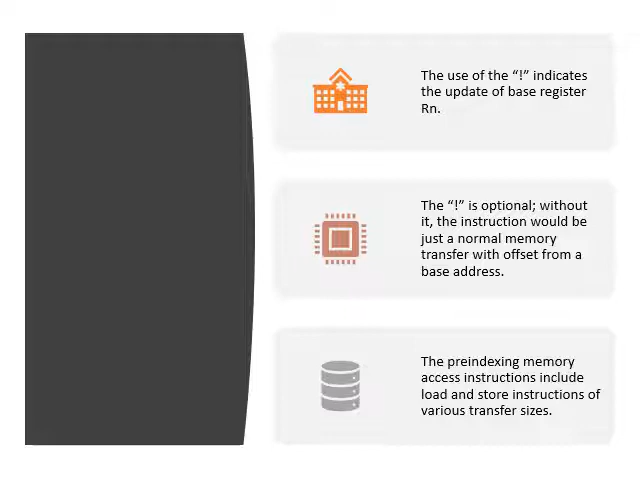 The use of the “!” indicates
the update of base register
Rn.
The “!” is optional; without
it, the instruction would be
just a normal memory
transfer with offset from a
base address.
The preindexing memory
access instructions include
load and store instructions of
various transfer sizes.